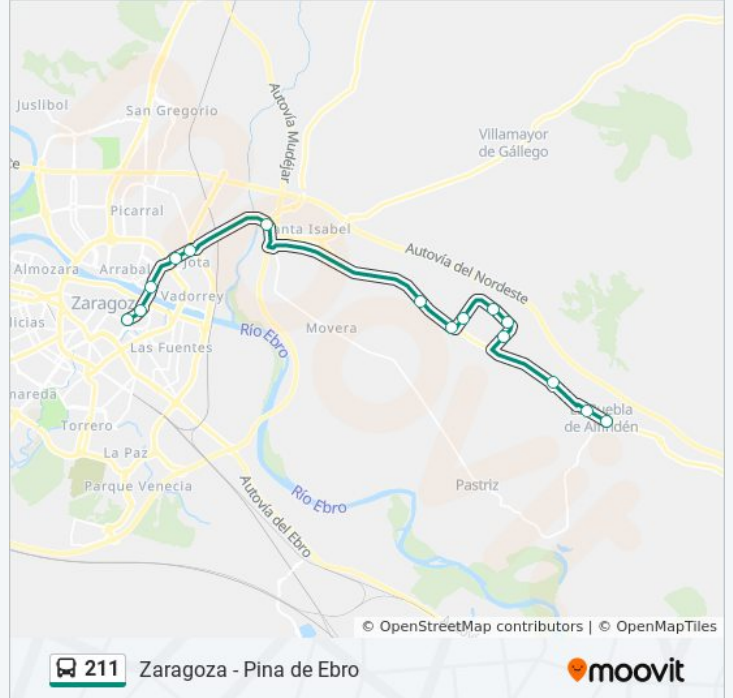 Juslibol
San Gregorio
Autovía Mudéjar
Villamayor
de Gállego
Picarral
Santa Isabel
Almozara
Arrabal
Jota
Autovía del Nordeste
Zaragoza
Vadorrey
Río Ebro
Movera
Las Fuentes
La Puebla
de Alfindén
Torrero
La Paz
Pastriz
Parque Venecia
Autovía del Ebro
Río Ebro
© OpenStreetMap contributors | © OpenMapTiles
211 Zaragoza - Pina de Ebro
moovit